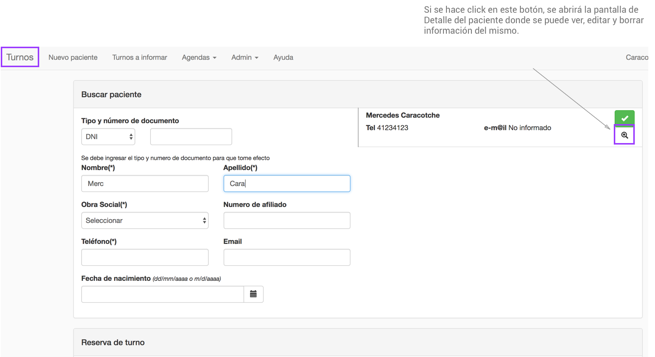 Si se hace click en este botón, se abrirá la pantalla de
Detalle del paciente donde se puede ver, editar y borrar
información del mismo.
Turnos Nuevo paciente Turnos a informar Agendas Admin Ayuda Caraco
Buscar paciente
Tipo y número de documento
DNI
Mercedes Caracotche
Tel 41234123 e-m@il No informado
Se debe ingresar el tipo y numero de documento para que tome efecto
Nombre(*) Apellido(*)
Merc Cara
Obra Social(*) Numero de afiliado
Seleccionar
Teléfono(*) Email
Fecha de nacimiento (dd/mm/aaaa o m/d/aaaa)
Reserva de turno